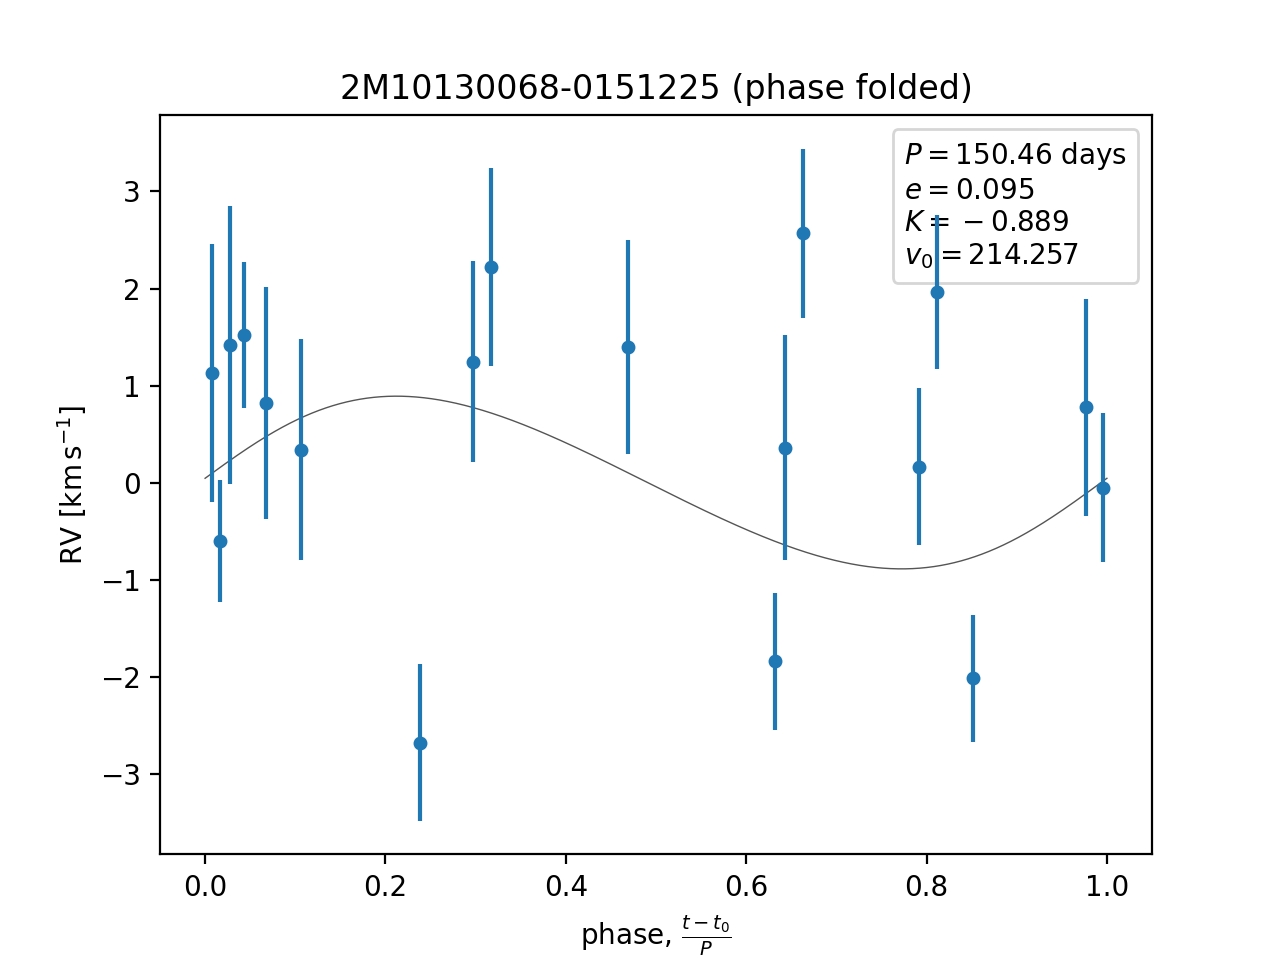 2M10130068-0151225 (phase folded)
P = 150.46 days
e = 0.095
K = −0.889
v₀ = 214.257
RV [km s⁻¹]
3
2
1
0
−1
−2
−3
0.0 0.2 0.4 0.6 0.8 1.0
phase, (t − t₀)/P